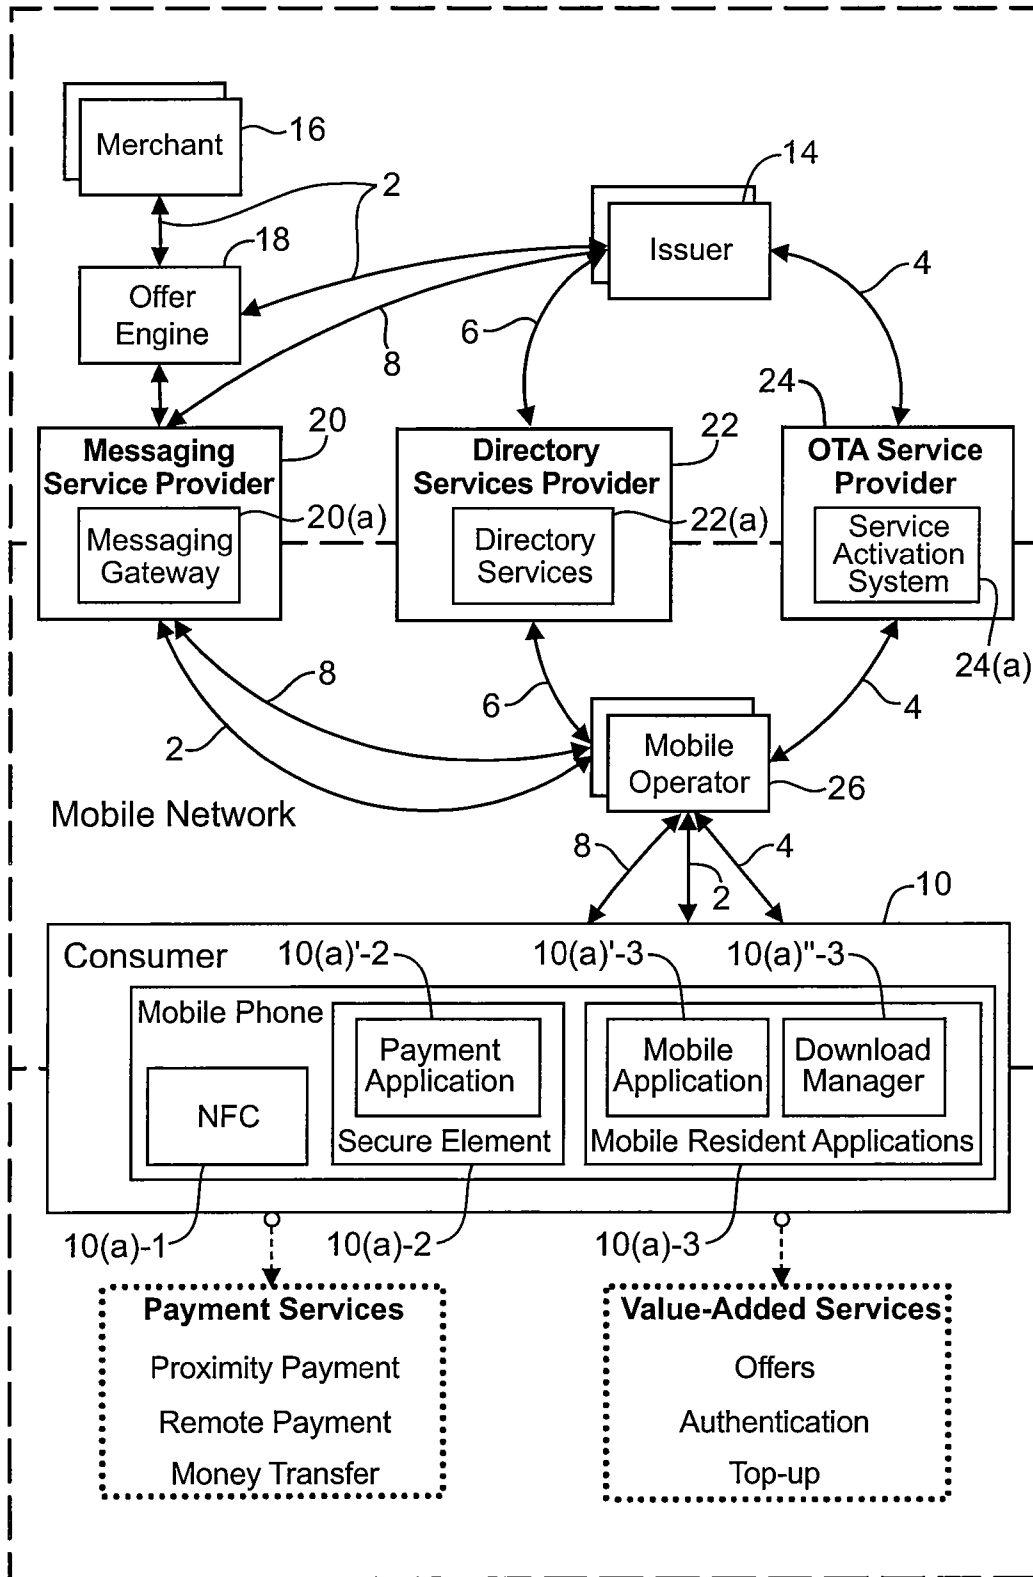 Merchant
16
2
14
Issuer
18
Offer
Engine
4
8
6
24
20
22
Messaging
Service Provider
Directory
Services Provider
OTA Service
Provider
20(a)
22(a)
Messaging
Gateway
Directory
Services
Service
Activation
System
24(a)
8
6
4
2
Mobile
Operator
26
Mobile Network
8
2
4
10
Consumer
10(a)'-2
10(a)'-3
10(a)"-3
Mobile Phone
Payment
Application
Mobile
Application
Download
Manager
NFC
Secure Element
Mobile Resident Applications
10(a)-1
10(a)-2
10(a)-3
Payment Services
Proximity Payment
Remote Payment
Money Transfer
Value-Added Services
Offers
Authentication
Top-up